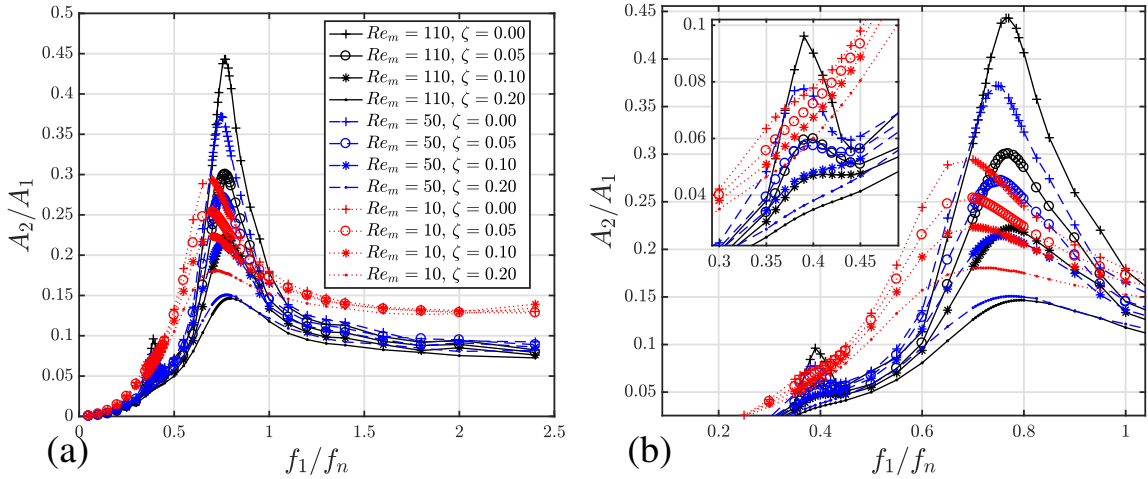 0.5
0.45
0.4
0.35
0.3
0.25
0.2
0.15
0.1
0.05
0
A₂/A₁
0
0.5
1
1.5
2
2.5
f₁/fₙ
(a)
Reₘ = 110, ζ = 0.00
Reₘ = 110, ζ = 0.05
Reₘ = 110, ζ = 0.10
Reₘ = 110, ζ = 0.20
Reₘ = 50, ζ = 0.00
Reₘ = 50, ζ = 0.05
Reₘ = 50, ζ = 0.10
Reₘ = 50, ζ = 0.20
Reₘ = 10, ζ = 0.00
Reₘ = 10, ζ = 0.05
Reₘ = 10, ζ = 0.10
Reₘ = 10, ζ = 0.20
0.45
0.4
0.35
0.3
0.25
0.2
0.15
0.1
0.05
A₂/A₁
0.2
0.4
0.6
0.8
1
f₁/fₙ
(b)
0.1
0.08
0.06
0.04
0.3
0.35
0.4
0.45